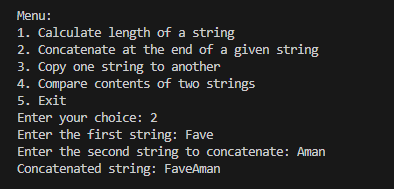 Menu:
1. Calculate length of a string
2. Concatenate at the end of a given string
3. Copy one string to another
4. Compare contents of two strings
5. Exit
Enter your choice: 2
Enter the first string: Fave
Enter the second string to concatenate: Aman
Concatenated string: FaveAman